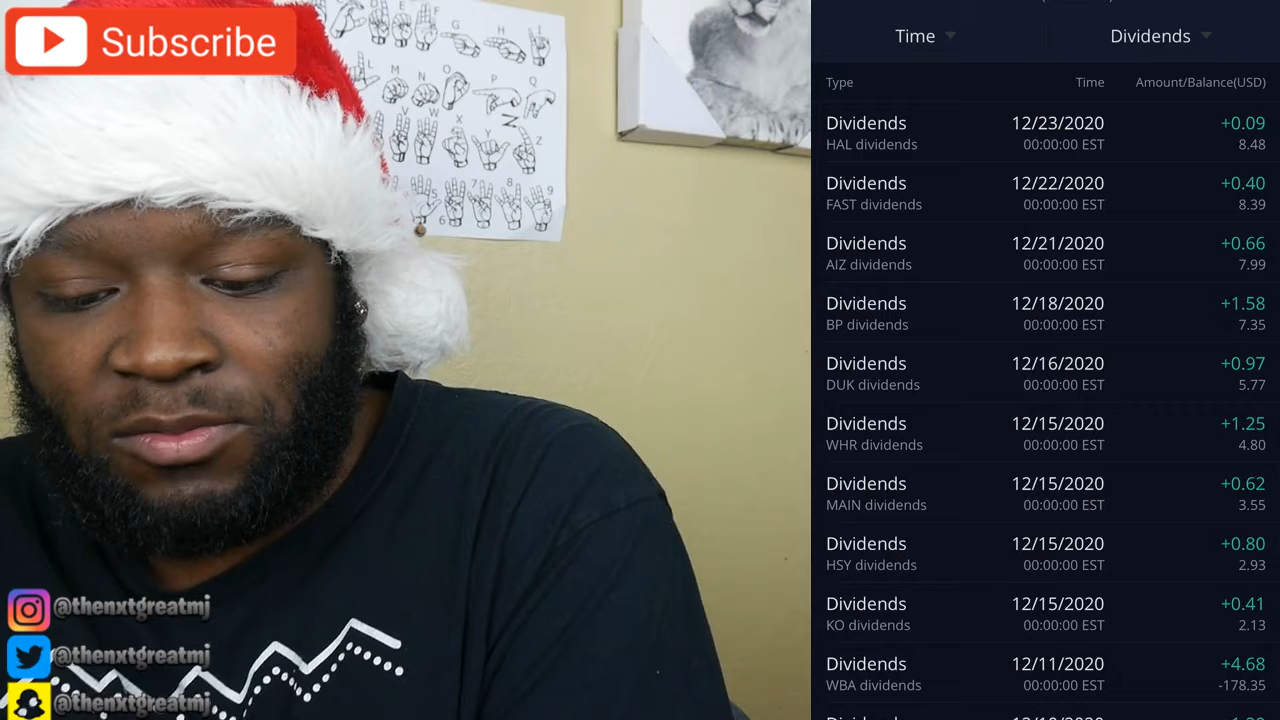 Subscribe
D E F
G H I
L M N O P Q
V W X Y Z
6 7 8 9
@thenxtgreatmj
@thenxtgreatmj
@thenxtgreatmj
Time Dividends
Type Time Amount/Balance(USD)
Dividends 12/23/2020 +0.09
HAL dividends 00:00:00 EST 8.48
Dividends 12/22/2020 +0.40
FAST dividends 00:00:00 EST 8.39
Dividends 12/21/2020 +0.66
AIZ dividends 00:00:00 EST 7.99
Dividends 12/18/2020 +1.58
BP dividends 00:00:00 EST 7.35
Dividends 12/16/2020 +0.97
DUK dividends 00:00:00 EST 5.77
Dividends 12/15/2020 +1.25
WHR dividends 00:00:00 EST 4.80
Dividends 12/15/2020 +0.62
MAIN dividends 00:00:00 EST 3.55
Dividends 12/15/2020 +0.80
HSY dividends 00:00:00 EST 2.93
Dividends 12/15/2020 +0.41
KO dividends 00:00:00 EST 2.13
Dividends 12/11/2020 +4.68
WBA dividends 00:00:00 EST -178.35